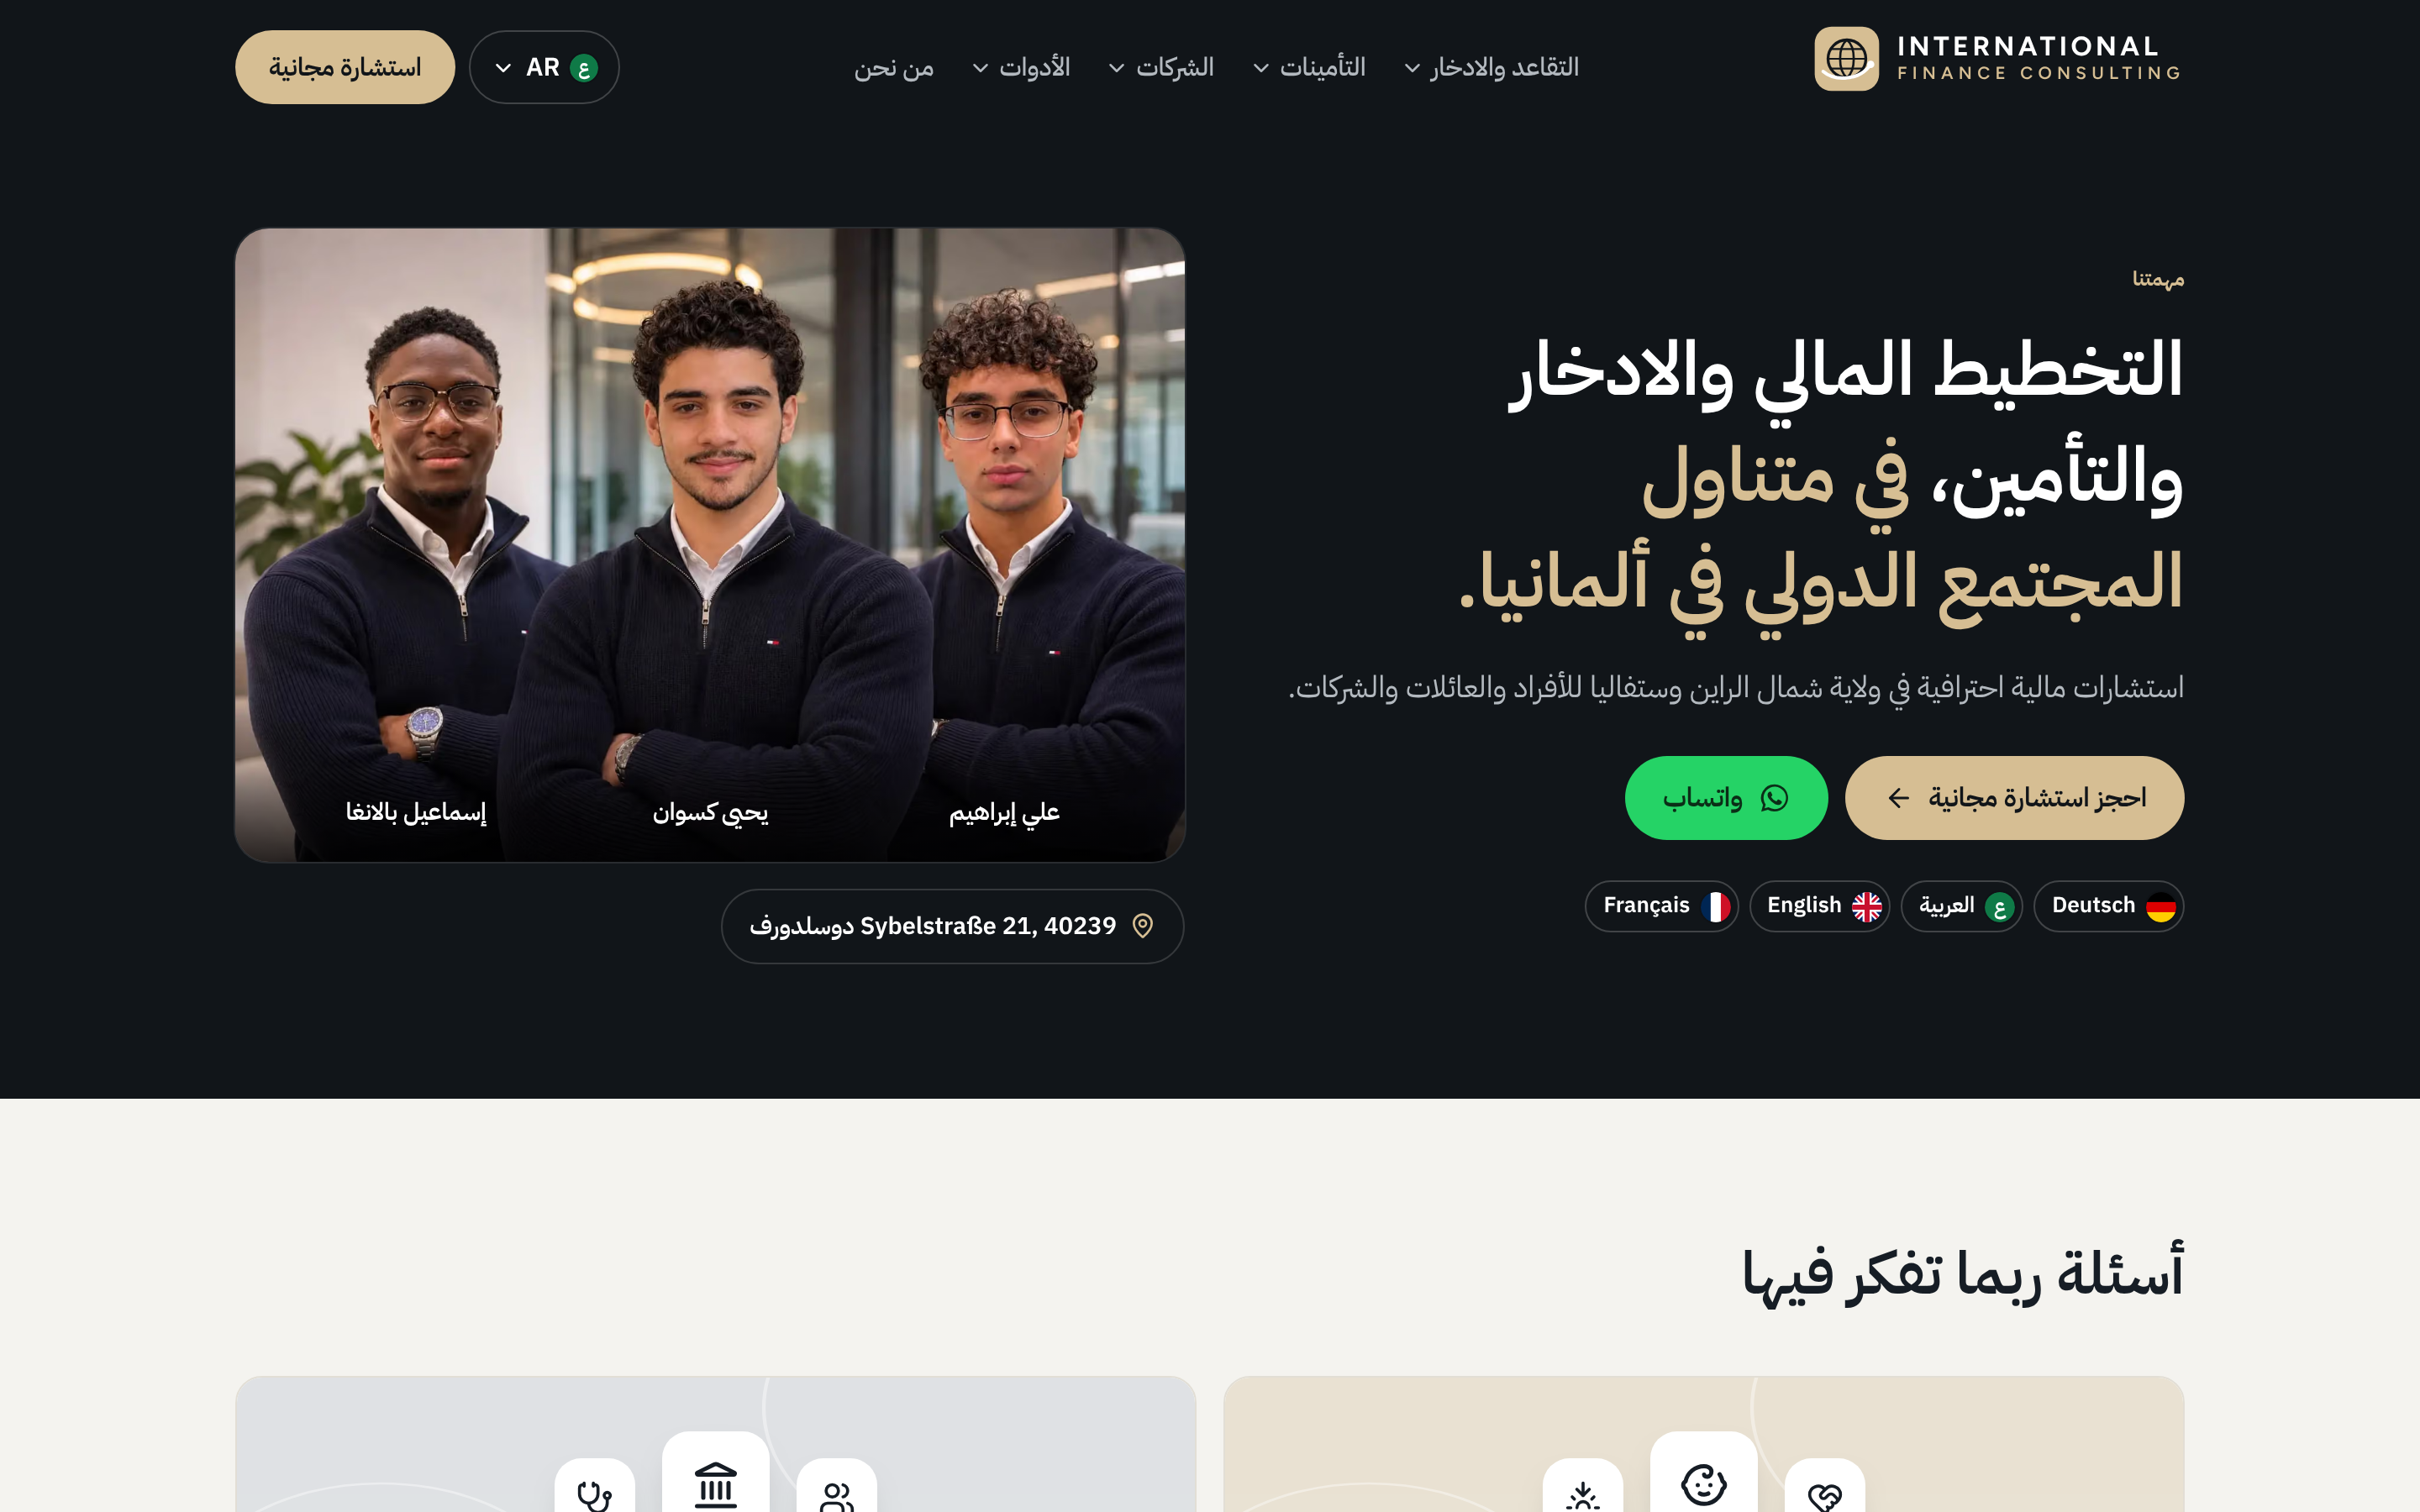 INTERNATIONAL
FINANCE CONSULTING
التقاعد والادخار
التأمينات
الشركات
الأدوات
من نحن
ع AR
استشارة مجانية
مهمتنا
التخطيط المالي والادخار
والتأمين، في متناول
المجتمع الدولي في ألمانيا.
استشارات مالية احترافية في ولاية شمال الراين وستفاليا للأفراد والعائلات والشركات.
احجز استشارة مجانية
واتساب
Deutsch
ع العربية
English
Français
علي إبراهيم
يحيى كسوان
إسماعيل بالانغا
Sybelstraße 21, 40239 دوسلدورف
أسئلة ربما تفكر فيها